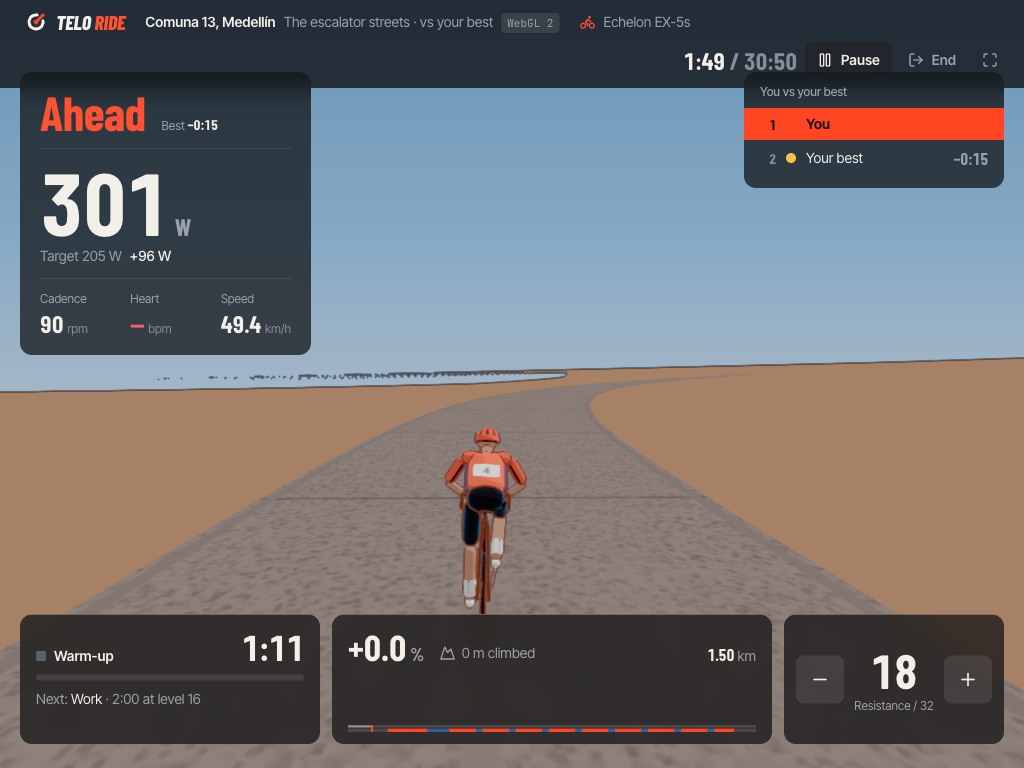 TELO RIDE Comuna 13, Medellín The escalator streets · vs your best WebGL 2 Echelon EX-5s
1:49 / 30:50 Pause End
Ahead Best −0:15
301 W
Target 205 W +96 W
Cadence Heart Speed
90 rpm – bpm 49.4 km/h
You vs your best
1 You
2 Your best −0:15
4
Warm-up 1:11
Next: Work · 2:00 at level 16
+0.0 % 0 m climbed 1.50 km
− 18 +
Resistance / 32